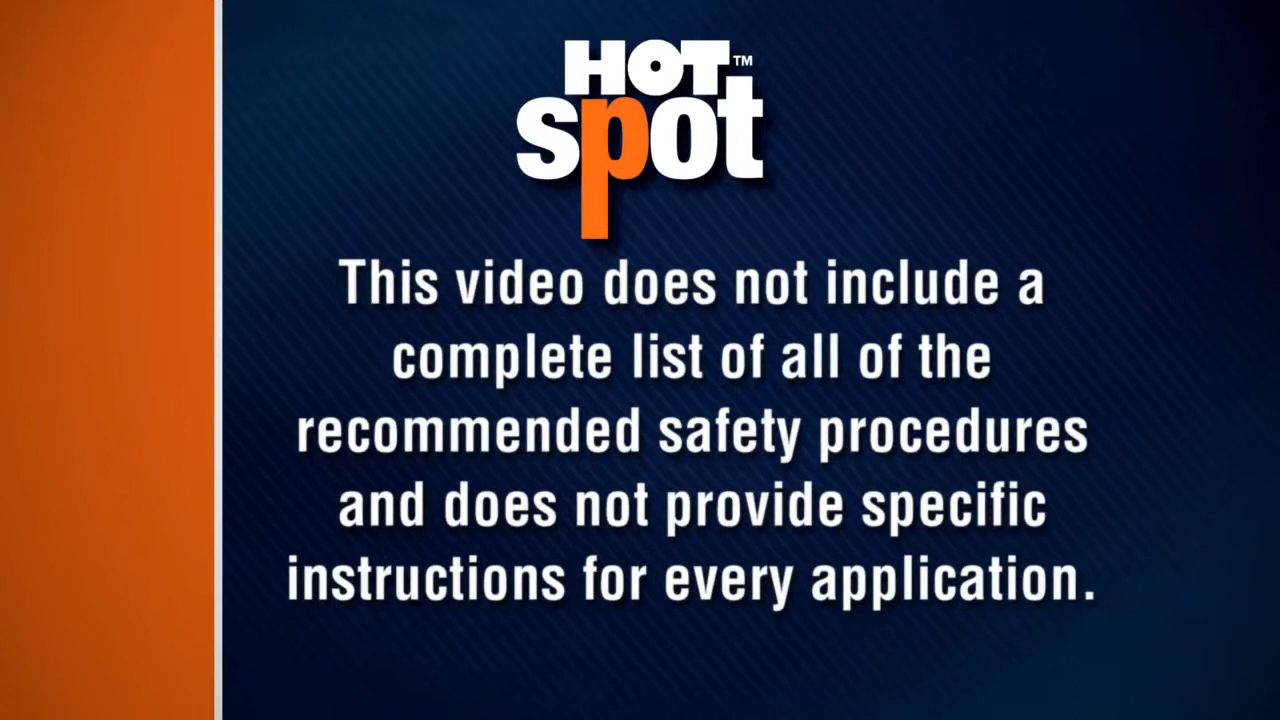 HOT™
spot
This video does not include a
complete list of all of the
recommended safety procedures
and does not provide specific
instructions for every application.